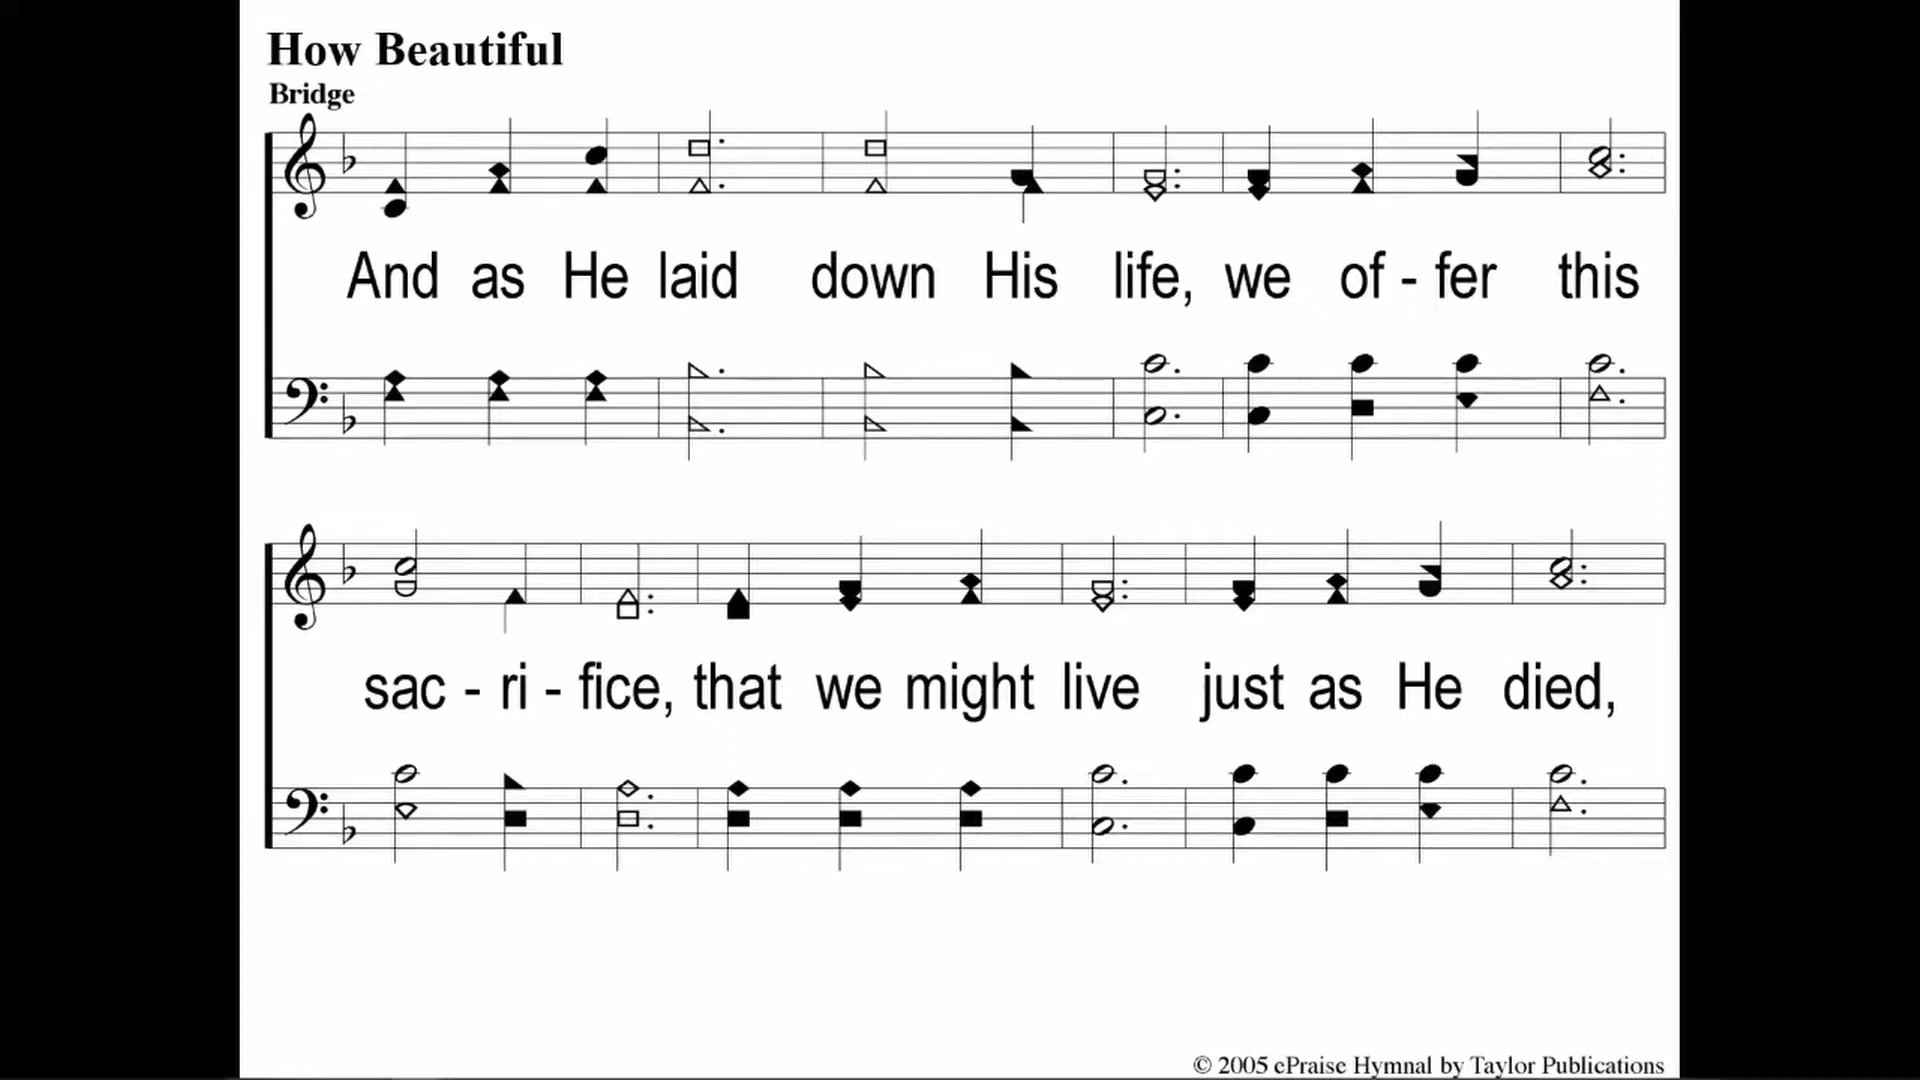 How Beautiful
Bridge
And as He laid down His life, we of - fer this
sac - ri - fice, that we might live just as He died,
© 2005 ePraise Hymnal by Taylor Publications